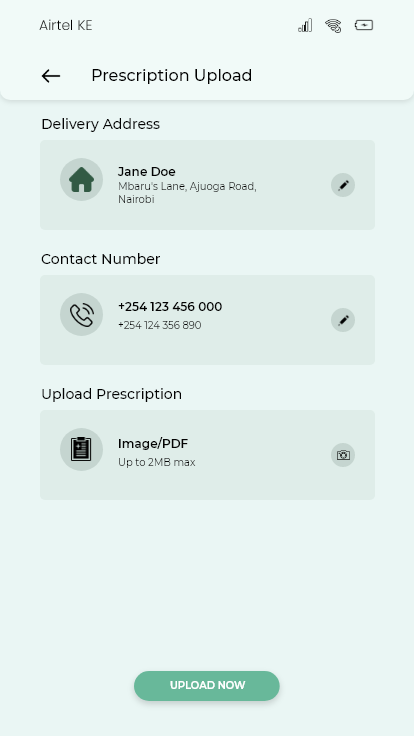 Airtel KE
Prescription Upload
Delivery Address
Jane Doe
Mbaru's Lane, Ajuoga Road,
Nairobi
Contact Number
+254 123 456 000
+254 124 356 890
Upload Prescription
Image/PDF
Up to 2MB max
UPLOAD NOW